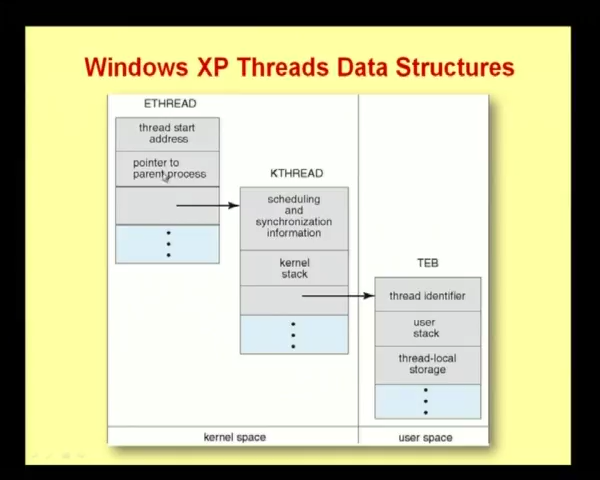 Windows XP Threads Data Structures
ETHREAD
thread start
address
pointer to
parent process
KTHREAD
scheduling
and
synchronization
information
kernel
stack
TEB
thread identifier
user
stack
thread-local
storage
kernel space
user space